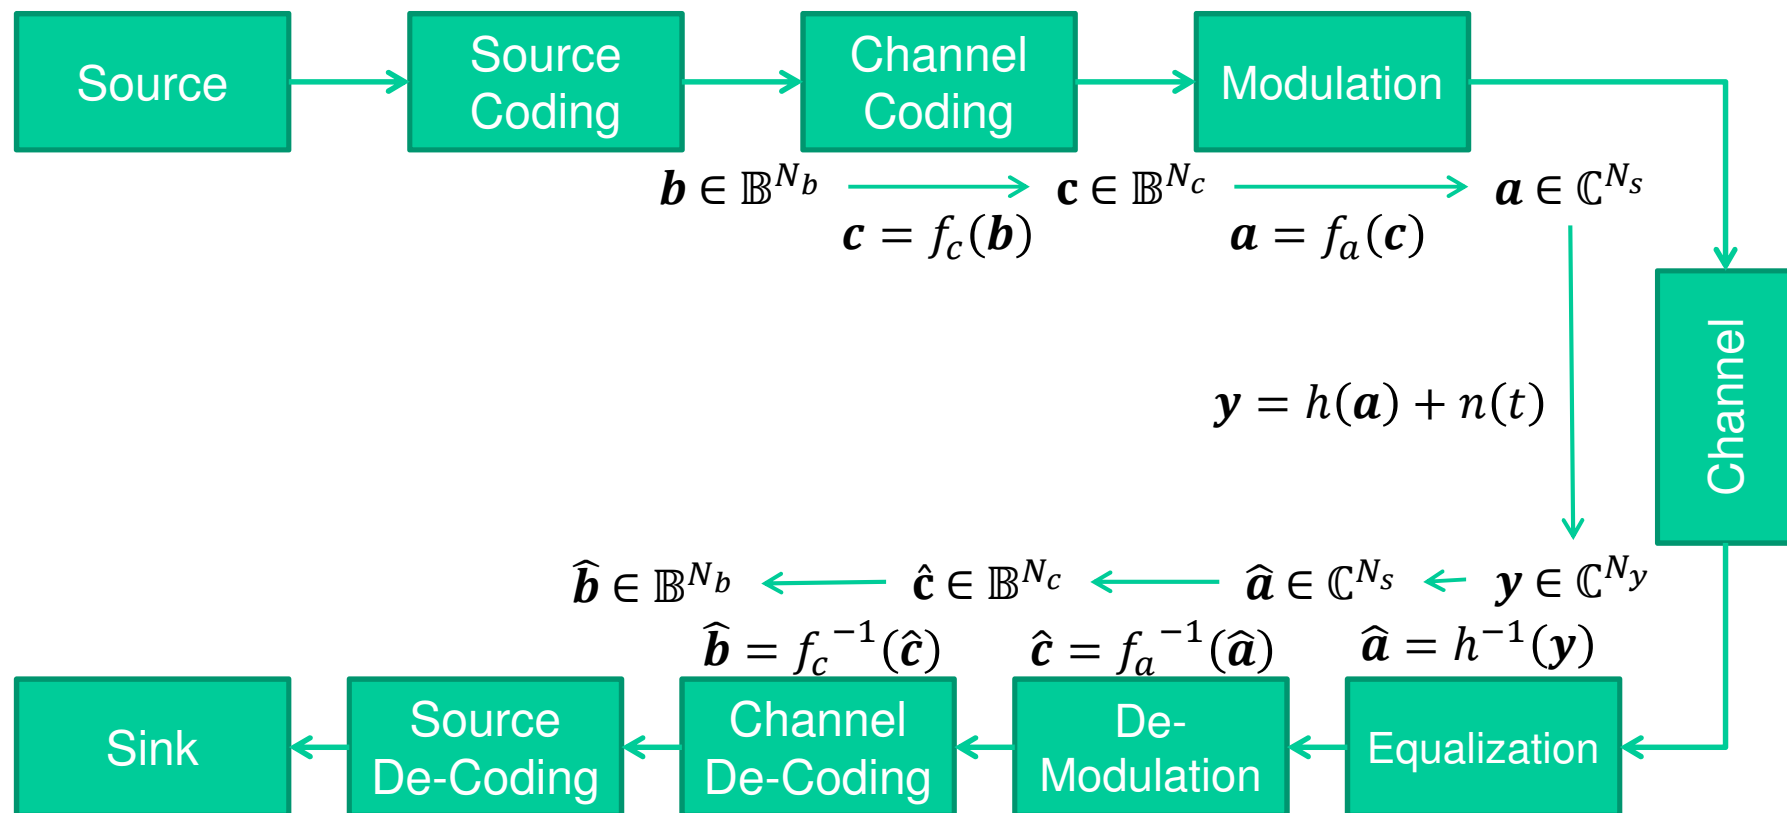 Source
Source
Coding
Channel
Coding
Modulation
𝒃 ∈ 𝔹^{N_b}
𝐜 ∈ 𝔹^{N_c}
𝒂 ∈ ℂ^{N_s}
𝒄 = f_c(𝒃)
𝒂 = f_a(𝒄)
Channel
𝒚 = h(𝒂) + n(t)
𝒃̂ ∈ 𝔹^{N_b}
𝐜̂ ∈ 𝔹^{N_c}
𝒂̂ ∈ ℂ^{N_s}
𝒚 ∈ ℂ^{N_y}
𝒃̂ = f_c^{-1}(𝒄̂)
𝒄̂ = f_a^{-1}(𝒂̂)
𝒂̂ = h^{-1}(𝒚)
Sink
Source
De-Coding
Channel
De-Coding
De-
Modulation
Equalization